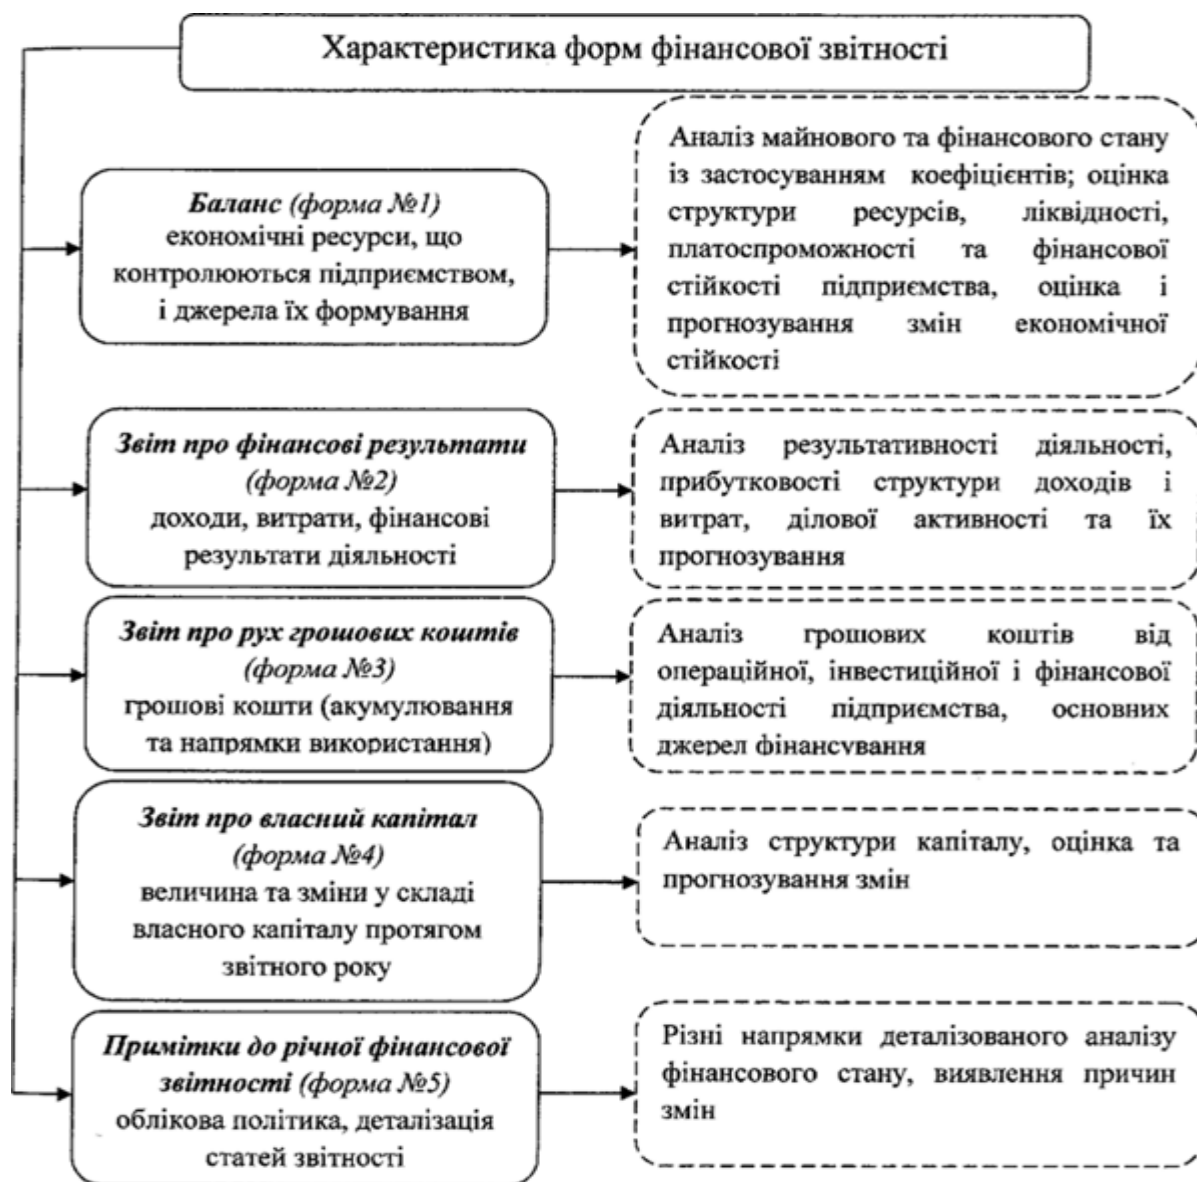 Характеристика форм фінансової звітності
Баланс (форма №1)
економічні ресурси, що
контролюються підприємством,
і джерела їх формування
Аналіз майнового та фінансового стану
із застосуванням коефіцієнтів; оцінка
структури ресурсів, ліквідності,
платоспроможності та фінансової
стійкості підприємства, оцінка і
прогнозування змін економічної
стійкості
Звіт про фінансові результати
(форма №2)
доходи, витрати, фінансові
результати діяльності
Аналіз результативності діяльності,
прибутковості структури доходів і
витрат, ділової активності та їх
прогнозування
Звіт про рух грошових коштів
(форма №3)
грошові кошти (акумулювання
та напрямки використання)
Аналіз грошових коштів від
операційної, інвестиційної і фінансової
діяльності підприємства, основних
джерел фінансування
Звіт про власний капітал
(форма №4)
величина та зміни у складі
власного капіталу протягом
звітного року
Аналіз структури капіталу, оцінка та
прогнозування змін
Примітки до річної фінансової
звітності (форма №5)
облікова політика, деталізація
статей звітності
Різні напрямки деталізованого аналізу
фінансового стану, виявлення причин
змін